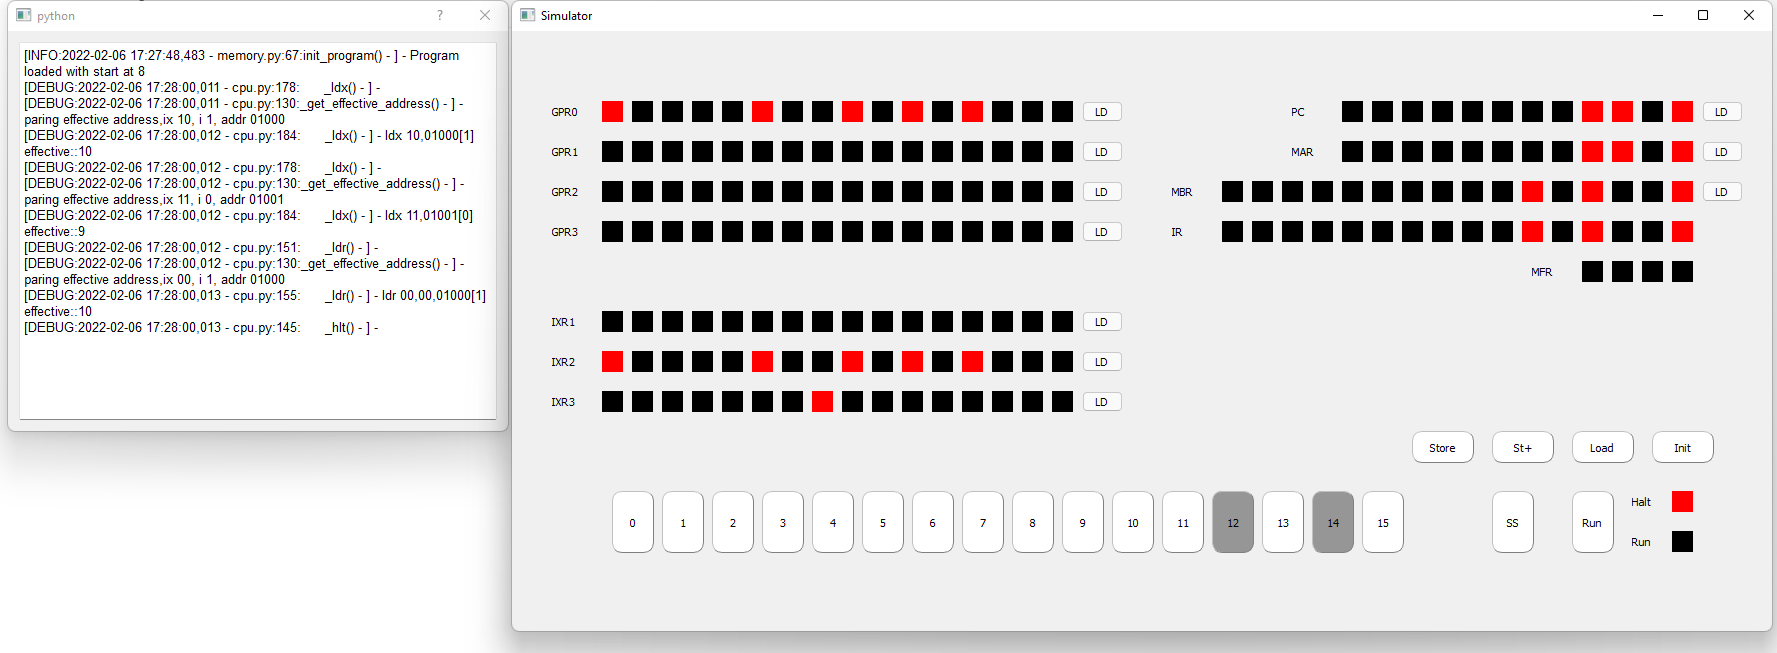 python
?
[INFO:2022-02-06 17:27:48,483 - memory.py:67:init_program() - ] - Program
loaded with start at 8
[DEBUG:2022-02-06 17:28:00,011 - cpu.py:178: _ldx() - ] -
[DEBUG:2022-02-06 17:28:00,011 - cpu.py:130:_get_effective_address() - ] -
paring effective address,ix 10, i 1, addr 01000
[DEBUG:2022-02-06 17:28:00,012 - cpu.py:184: _ldx() - ] - ldx 10,01000[1]
effective::10
[DEBUG:2022-02-06 17:28:00,012 - cpu.py:178: _ldx() - ] -
[DEBUG:2022-02-06 17:28:00,012 - cpu.py:130:_get_effective_address() - ] -
paring effective address,ix 11, i 0, addr 01001
[DEBUG:2022-02-06 17:28:00,012 - cpu.py:184: _ldx() - ] - ldx 11,01001[0]
effective::9
[DEBUG:2022-02-06 17:28:00,012 - cpu.py:151: _ldr() - ] -
[DEBUG:2022-02-06 17:28:00,012 - cpu.py:130:_get_effective_address() - ] -
paring effective address,ix 00, i 1, addr 01000
[DEBUG:2022-02-06 17:28:00,013 - cpu.py:155: _ldr() - ] - ldr 00,00,01000[1]
effective::10
[DEBUG:2022-02-06 17:28:00,013 - cpu.py:145: _hlt() - ] -
Simulator
GPR0 LD PC LD
GPR1 LD MAR LD
GPR2 LD MBR LD
GPR3 LD IR
MFR
IXR1 LD
IXR2 LD
IXR3 LD
Store St+ Load Init
0 1 2 3 4 5 6 7 8 9 10 11 12 13 14 15 SS Run
Halt
Run